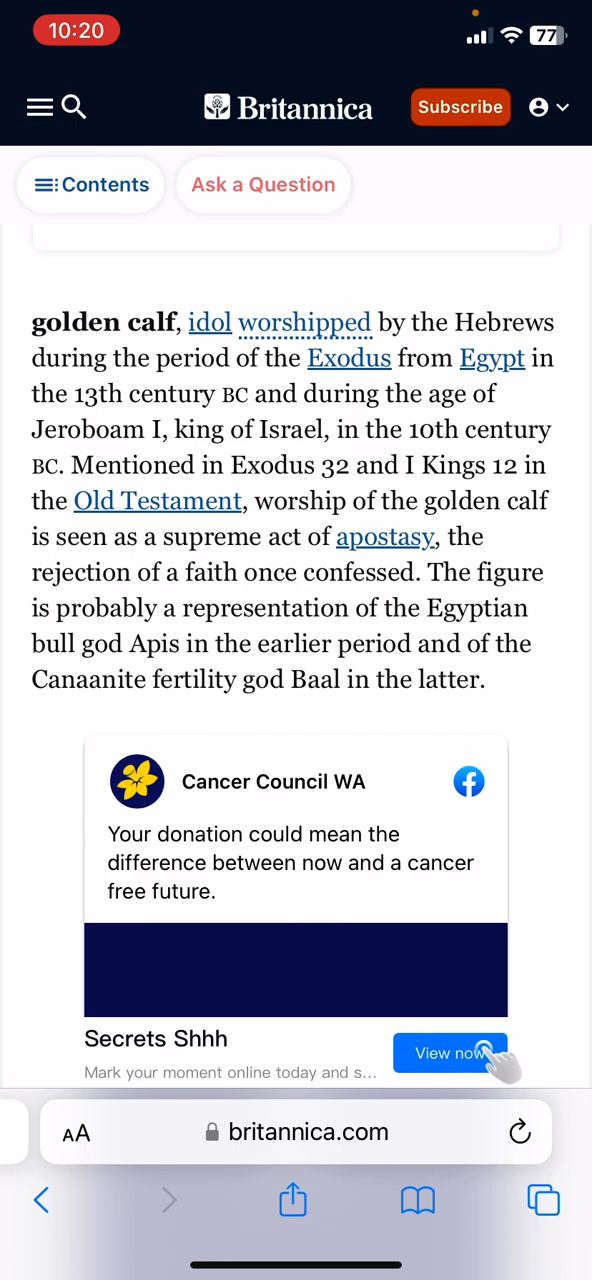 10:20
77
Britannica
Subscribe
Contents
Ask a Question
golden calf, idol worshipped by the Hebrews
during the period of the Exodus from Egypt in
the 13th century BC and during the age of
Jeroboam I, king of Israel, in the 10th century
BC. Mentioned in Exodus 32 and I Kings 12 in
the Old Testament, worship of the golden calf
is seen as a supreme act of apostasy, the
rejection of a faith once confessed. The figure
is probably a representation of the Egyptian
bull god Apis in the earlier period and of the
Canaanite fertility god Baal in the latter.
Cancer Council WA
Your donation could mean the
difference between now and a cancer
free future.
Secrets Shhh
View now
Mark your moment online today and s...
AA
britannica.com